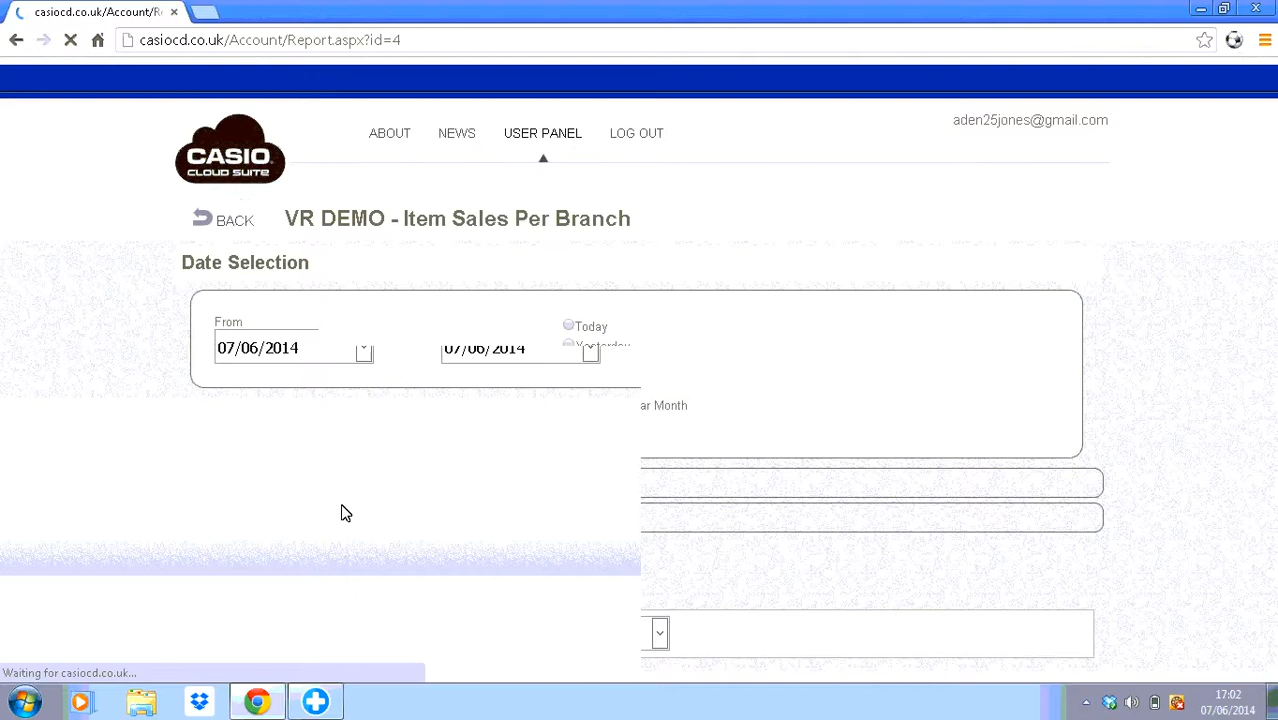 casiocd.co.uk/Account/Re
casiocd.co.uk/Account/Report.aspx?id=4
aden25jones@gmail.com
ABOUT NEWS USER PANEL LOG OUT
CASIO
CLOUD SUITE
BACK VR DEMO - Item Sales Per Branch
Date Selection
From
Today
07/06/2014 07/06/2014
Yesterday
ar Month
Waiting for casiocd.co.uk...
17:02
07/06/2014